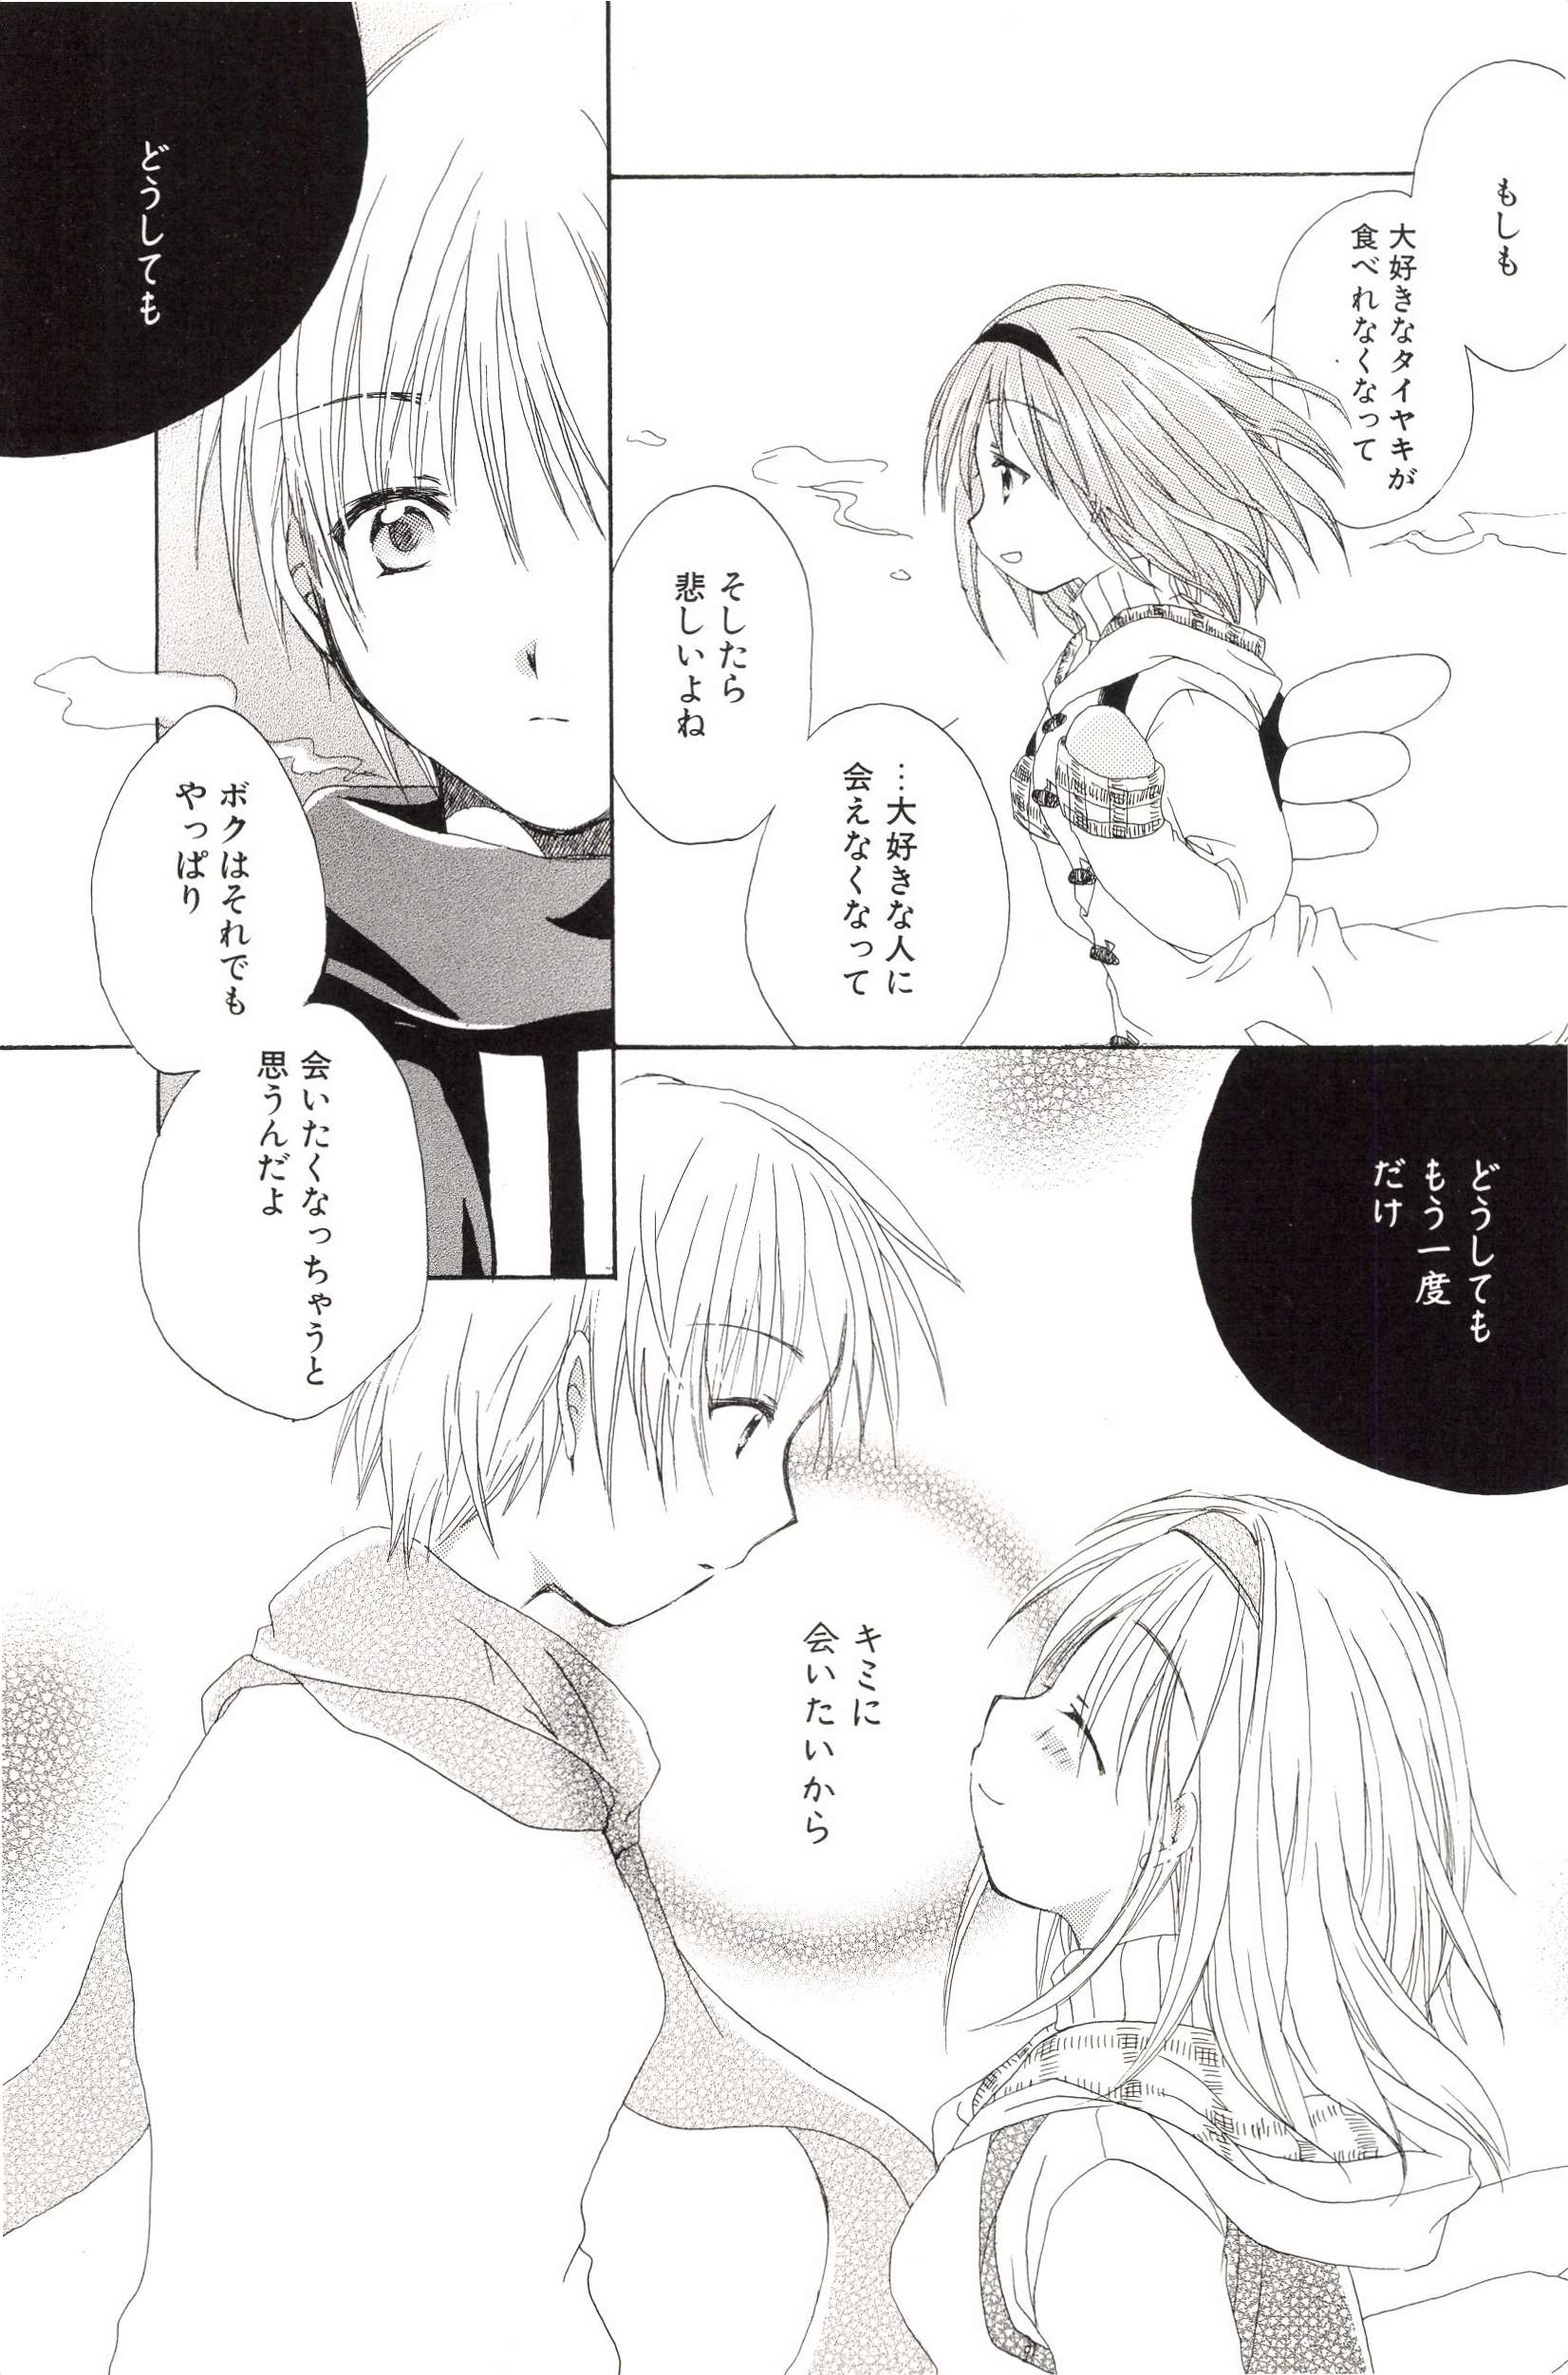 もしも
大好きなタイヤキが
食べれなくなって
…大好きな人に
会えなくなって
そしたら
悲しいよね
どうしても
ボクはそれでも
やっぱり
会いたくなっちゃうと
思うんだよ
どうしても
もう一度
だけ
キミに
会いたいから